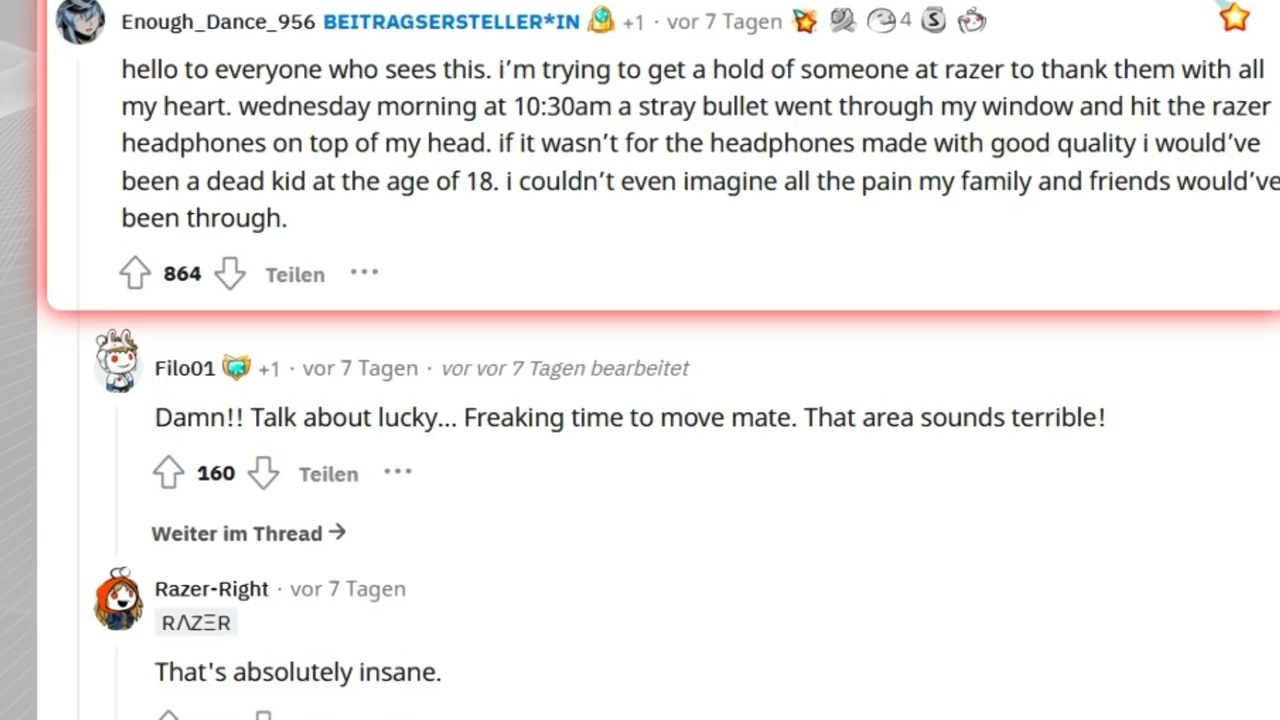 Enough_Dance_956 BEITRAGSERSTELLER*IN +1 · vor 7 Tagen 4
hello to everyone who sees this. i’m trying to get a hold of someone at razer to thank them with all
my heart. wednesday morning at 10:30am a stray bullet went through my window and hit the razer
headphones on top of my head. if it wasn’t for the headphones made with good quality i would’ve
been a dead kid at the age of 18. i couldn’t even imagine all the pain my family and friends would’ve
been through.
864 Teilen ···
Filo01 +1 · vor 7 Tagen · vor vor 7 Tagen bearbeitet
Damn!! Talk about lucky... Freaking time to move mate. That area sounds terrible!
160 Teilen ···
Weiter im Thread →
Razer-Right · vor 7 Tagen
RΛZΞR
That's absolutely insane.